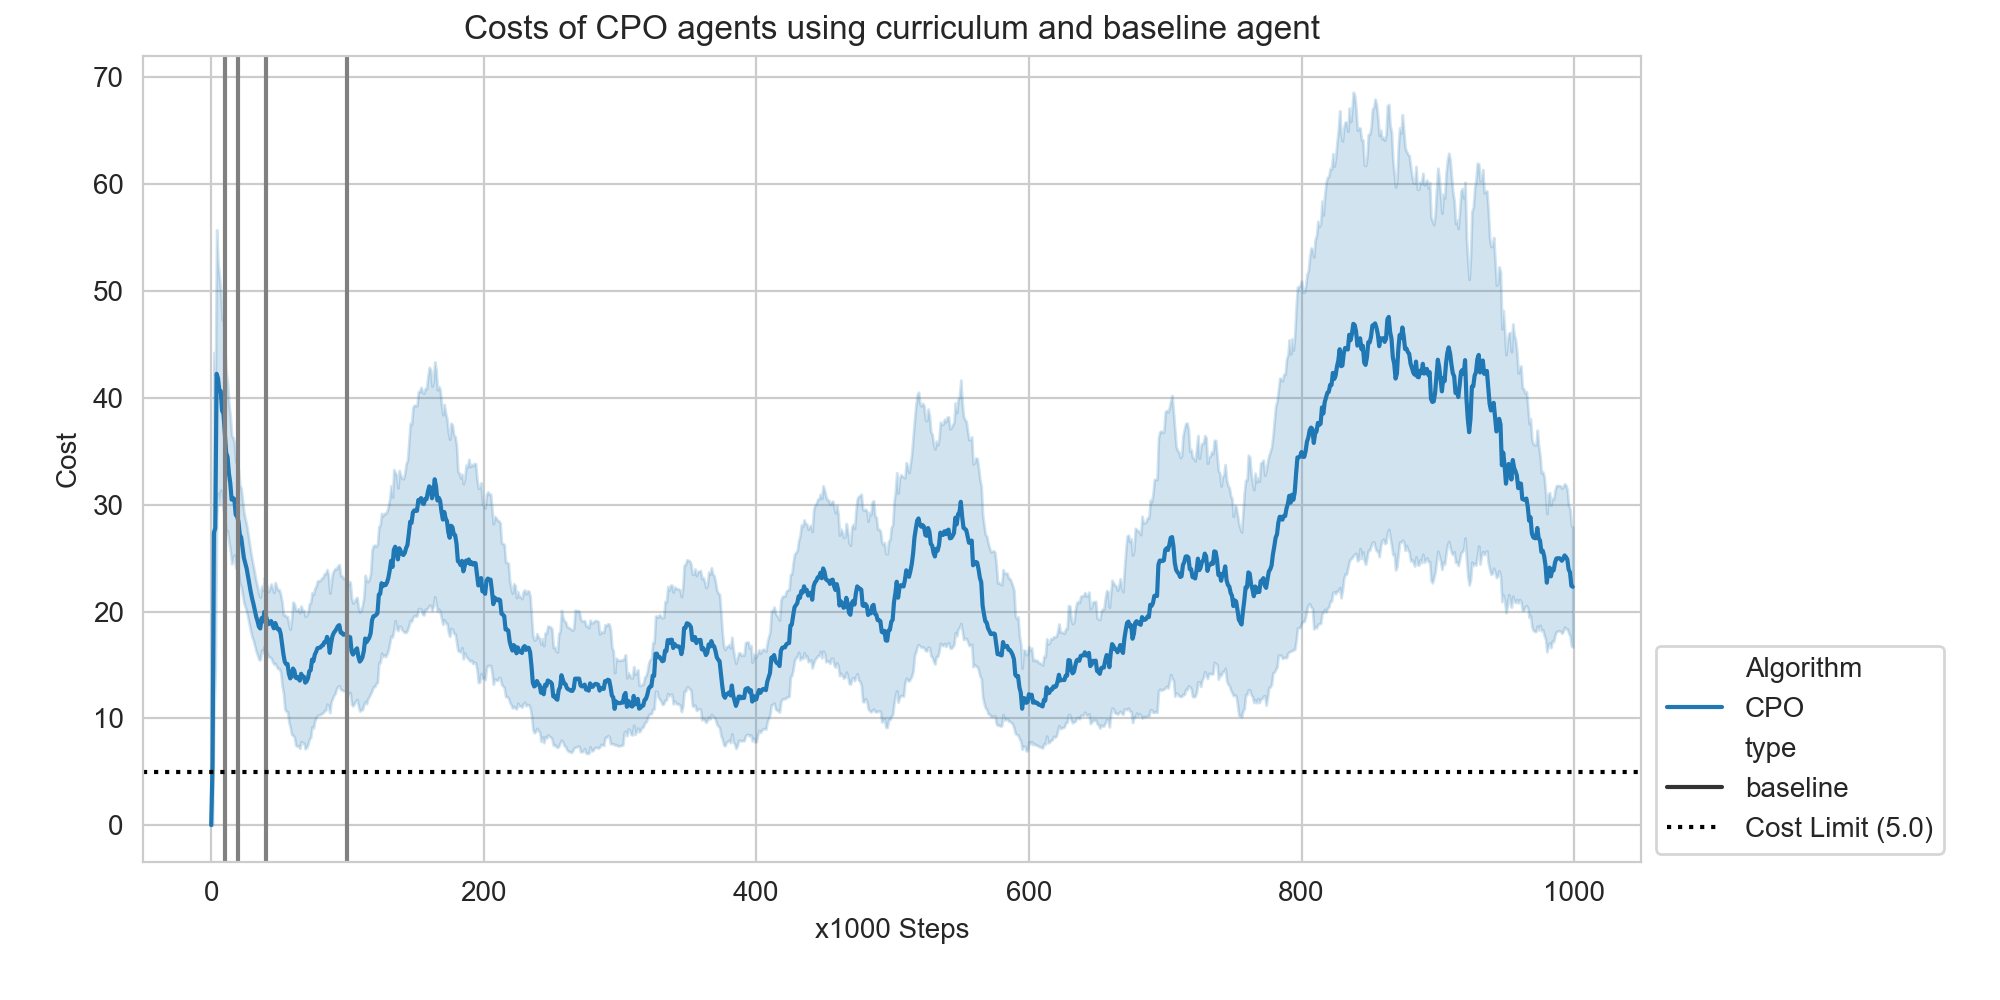 Costs of CPO agents using curriculum and baseline agent
70
60
50
40
30
20
10
0
Cost
0 200 400 600 800 1000
x1000 Steps
Algorithm
CPO
type
baseline
Cost Limit (5.0)